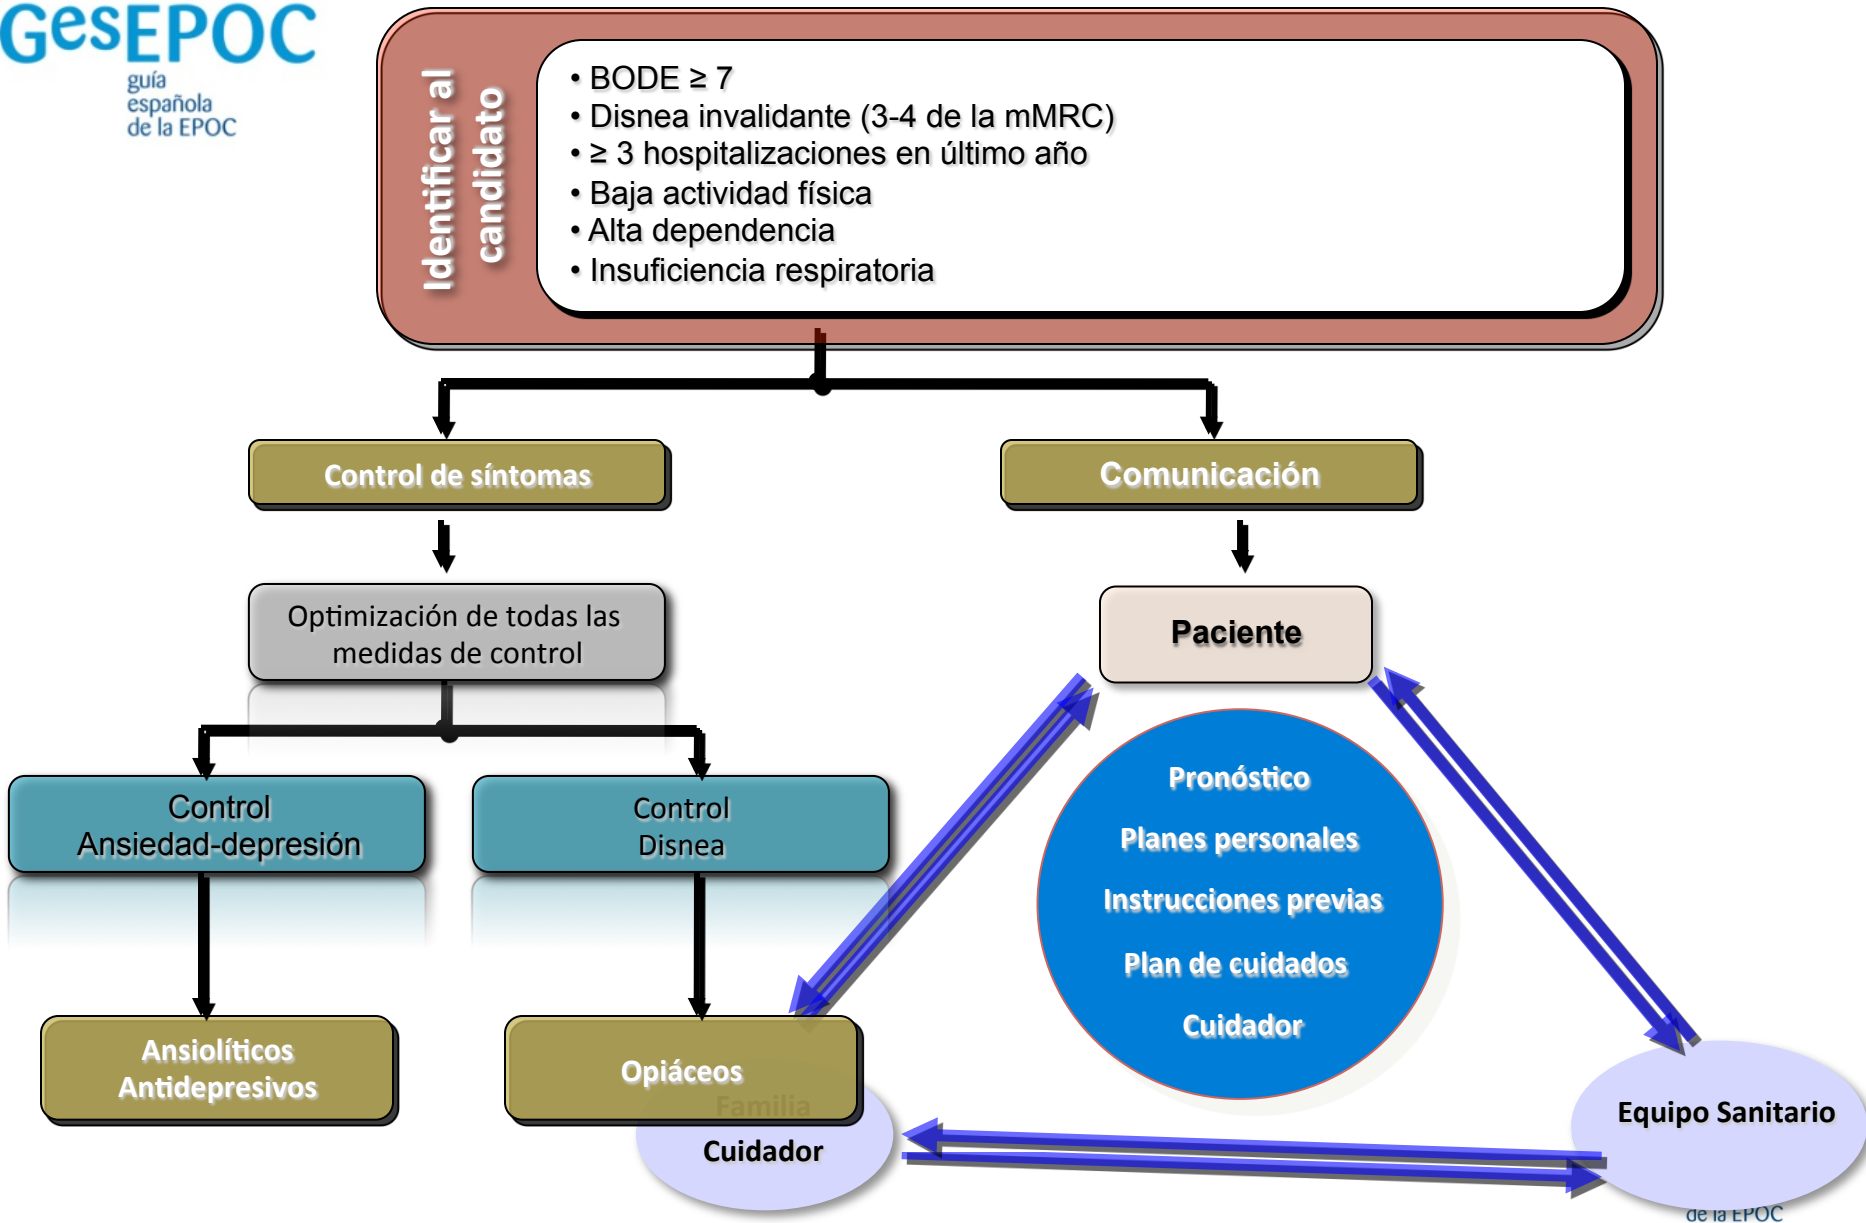 GesEPOC
guía
española
de la EPOC
Identificar al
candidato
• BODE ≥ 7
• Disnea invalidante (3-4 de la mMRC)
• ≥ 3 hospitalizaciones en último año
• Baja actividad física
• Alta dependencia
• Insuficiencia respiratoria
Control de síntomas
Comunicación
Optimización de todas las
medidas de control
Paciente
Control
Ansiedad-depresión
Control
Disnea
Pronóstico
Planes personales
Instrucciones previas
Plan de cuidados
Cuidador
Ansiolíticos
Antidepresivos
Opiáceos
Familia
Cuidador
Equipo Sanitario
de la EPOC